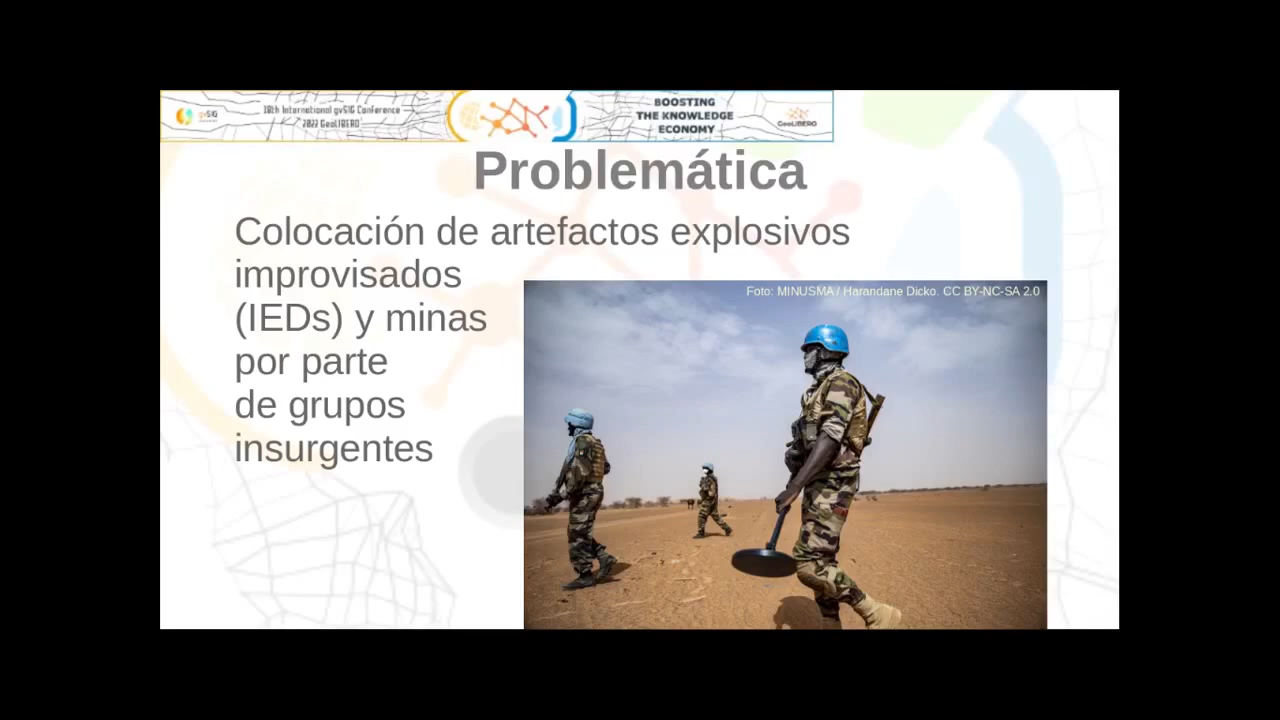 gvSIG
18th International gvSIG Conference
2022 GeoLIBERO
BOOSTING
THE KNOWLEDGE
ECONOMY
GeoLIBERO
Problemática
Colocación de artefactos explosivos
improvisados
(IEDs) y minas
por parte
de grupos
insurgentes
Foto: MINUSMA / Harandane Dicko. CC BY-NC-SA 2.0